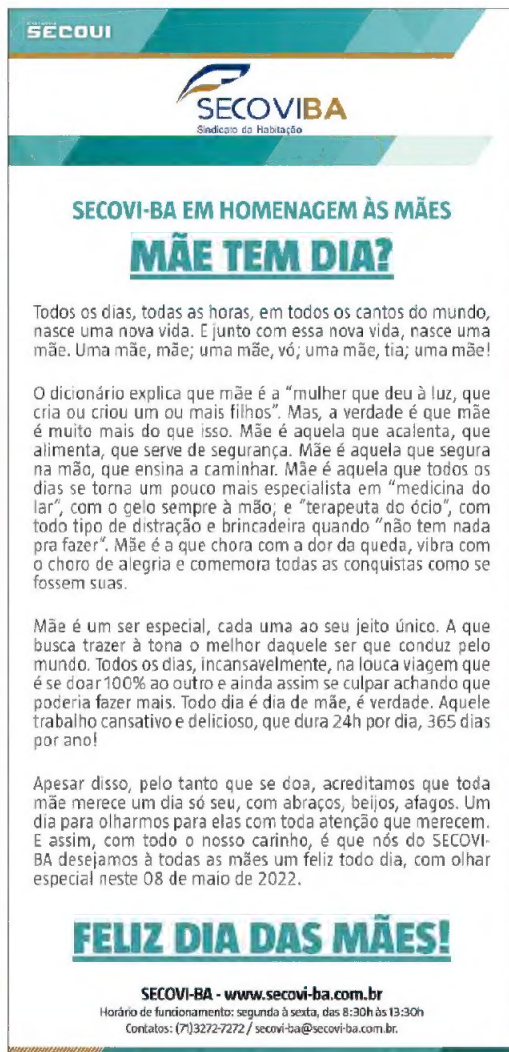 SECOVI
SECOVIBA
Sindicato da Habitação
SECOVI-BA EM HOMENAGEM ÀS MÃES
MÃE TEM DIA?
Todos os dias, todas as horas, em todos os cantos do mundo,
nasce uma nova vida. E junto com essa nova vida, nasce uma
mãe. Uma mãe, mãe; uma mãe, vó; uma mãe, tia; uma mãe!
O dicionário explica que mãe é a “mulher que deu à luz, que
cria ou criou um ou mais filhos”. Mas, a verdade é que mãe
é muito mais do que isso. Mãe é aquela que acalenta, que
alimenta, que serve de segurança. Mãe é aquela que segura
na mão, que ensina a caminhar. Mãe é aquela que todos os
dias se torna um pouco mais especialista em “medicina do
lar”, com o gelo sempre à mão; e “terapeuta do ócio”, com
todo tipo de distração e brincadeira quando “não tem nada
pra fazer”. Mãe é a que chora com a dor da queda, vibra com
o choro de alegria e comemora todas as conquistas como se
fossem suas.
Mãe é um ser especial, cada uma ao seu jeito único. A que
busca trazer à tona o melhor daquele ser que conduz pelo
mundo. Todos os dias, incansavelmente, na louca viagem que
é se doar 100% ao outro e ainda assim se culpar achando que
poderia fazer mais. Todo dia é dia de mãe, é verdade. Aquele
trabalho cansativo e delicioso, que dura 24h por dia, 365 dias
por ano!
Apesar disso, pelo tanto que se doa, acreditamos que toda
mãe merece um dia só seu, com abraços, beijos, afagos. Um
dia para olharmos para elas com toda atenção que merecem.
E assim, com todo o nosso carinho, é que nós do SECOVI-
BA desejamos à todas as mães um feliz todo dia, com olhar
especial neste 08 de maio de 2022.
FELIZ DIA DAS MÃES!
SECOVI-BA - www.secovi-ba.com.br
Horário de funcionamento: segunda à sexta, das 8:30h às 13:30h
Contatos: (71)3272-7272 / secovi-ba@secovi-ba.com.br.